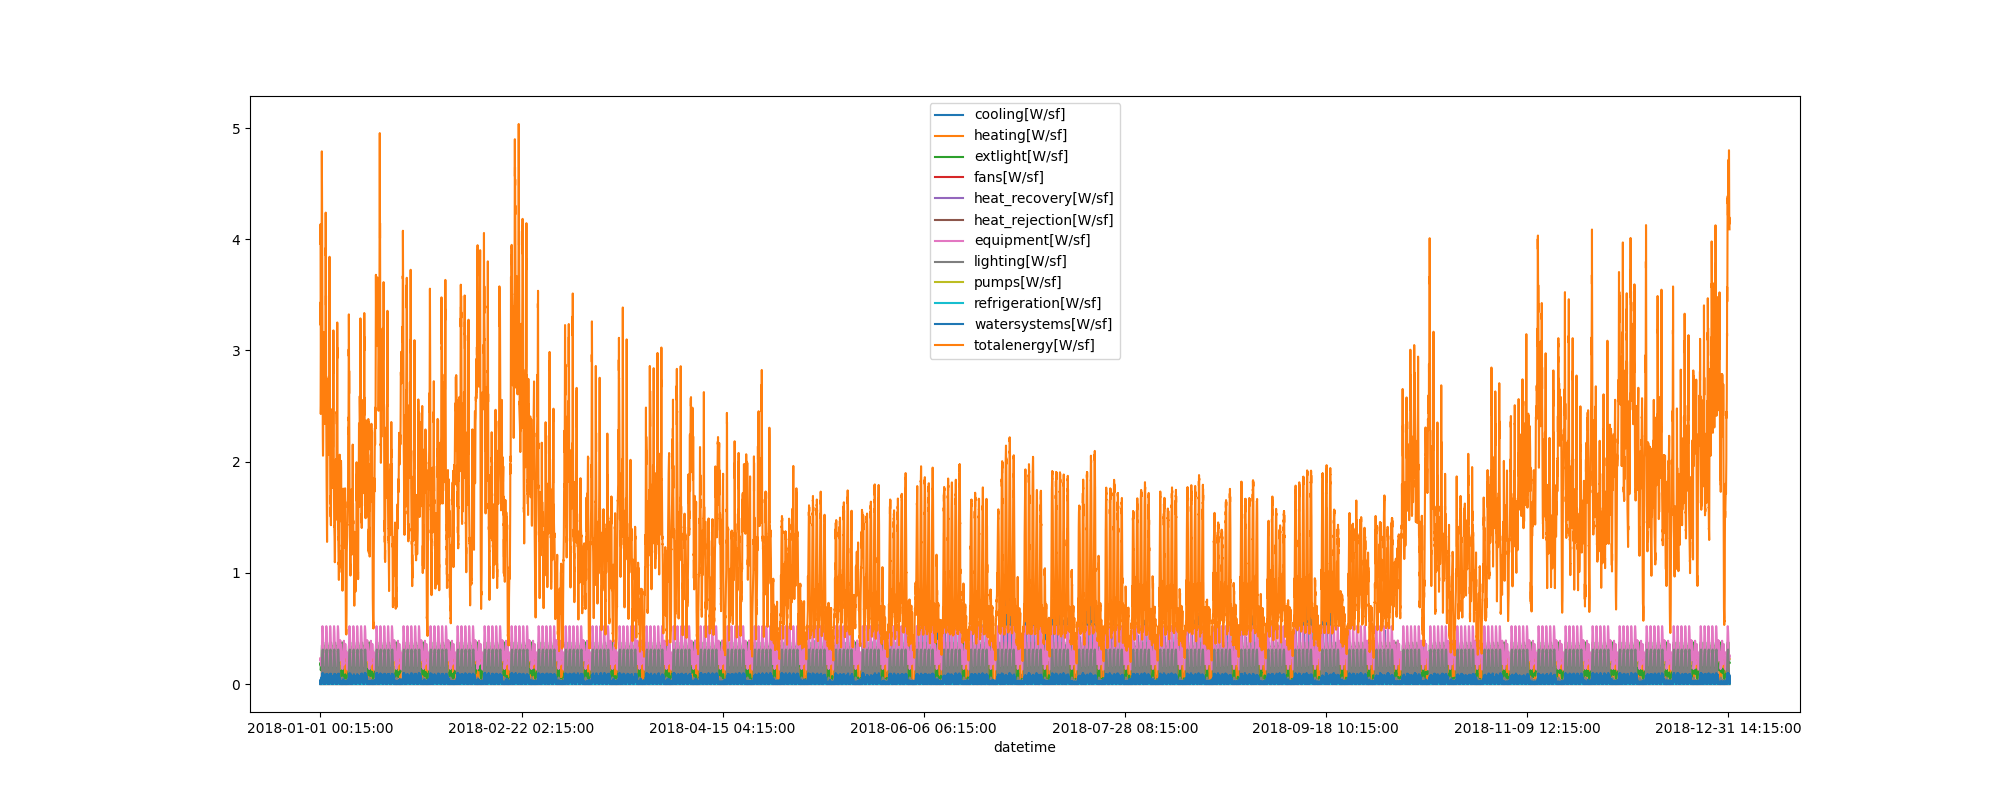 cooling[W/sf]
heating[W/sf]
extlight[W/sf]
fans[W/sf]
heat_recovery[W/sf]
heat_rejection[W/sf]
equipment[W/sf]
lighting[W/sf]
pumps[W/sf]
refrigeration[W/sf]
watersystems[W/sf]
totalenergy[W/sf]
5
4
3
2
1
0
2018-01-01 00:15:00 2018-02-22 02:15:00 2018-04-15 04:15:00 2018-06-06 06:15:00 2018-07-28 08:15:00 2018-09-18 10:15:00 2018-11-09 12:15:00 2018-12-31 14:15:00
datetime